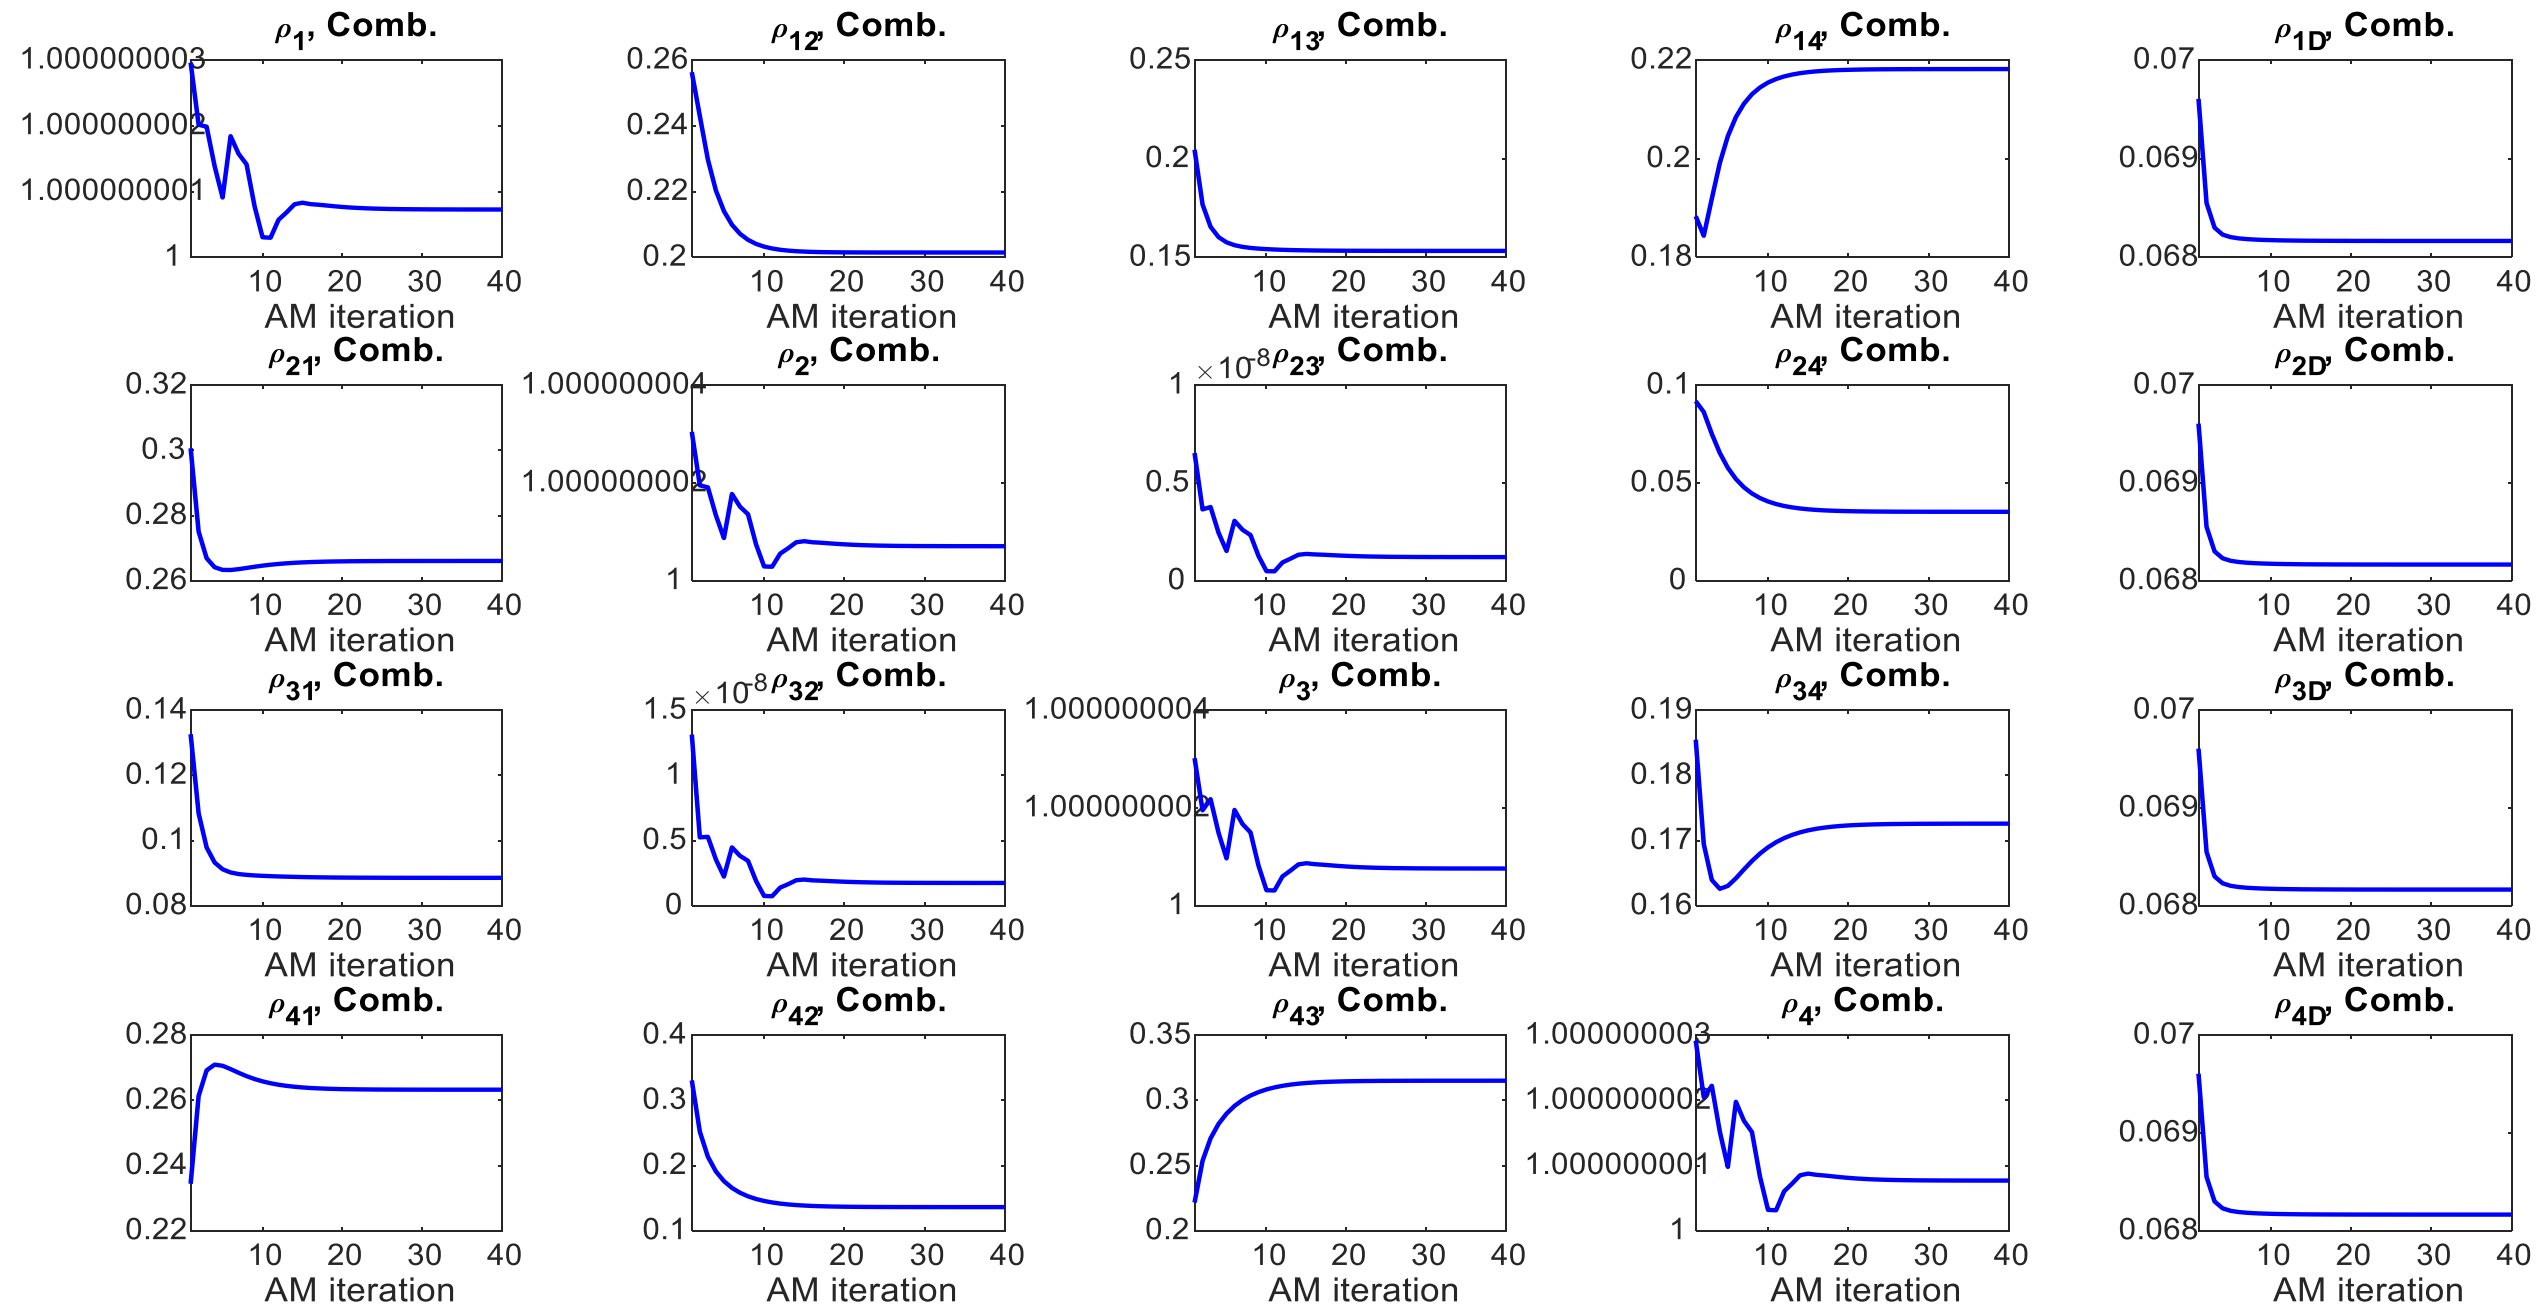 ρ1, Comb.
1.0000000003
1.0000000002
1.0000000001
1
10 20 30 40
AM iteration
ρ12, Comb.
0.26
0.24
0.22
0.2
10 20 30 40
AM iteration
ρ13, Comb.
0.25
0.2
0.15
10 20 30 40
AM iteration
ρ14, Comb.
0.22
0.2
0.18
10 20 30 40
AM iteration
ρ1D, Comb.
0.07
0.069
0.068
10 20 30 40
AM iteration
ρ21, Comb.
0.32
0.3
0.28
0.26
10 20 30 40
AM iteration
ρ2, Comb.
1.0000000004
1.0000000002
1
10 20 30 40
AM iteration
×10-8 ρ23, Comb.
1
0.5
0
10 20 30 40
AM iteration
ρ24, Comb.
0.1
0.05
0
10 20 30 40
AM iteration
ρ2D, Comb.
0.07
0.069
0.068
10 20 30 40
AM iteration
ρ31, Comb.
0.14
0.12
0.1
0.08
10 20 30 40
AM iteration
×10-8 ρ32, Comb.
1.5
1
0.5
0
10 20 30 40
AM iteration
ρ3, Comb.
1.0000000004
1.0000000002
1
10 20 30 40
AM iteration
ρ34, Comb.
0.19
0.18
0.17
0.16
10 20 30 40
AM iteration
ρ3D, Comb.
0.07
0.069
0.068
10 20 30 40
AM iteration
ρ41, Comb.
0.28
0.26
0.24
0.22
10 20 30 40
AM iteration
ρ42, Comb.
0.4
0.3
0.2
0.1
10 20 30 40
AM iteration
ρ43, Comb.
0.35
0.3
0.25
0.2
10 20 30 40
AM iteration
ρ4, Comb.
1.0000000003
1.0000000002
1.0000000001
1
10 20 30 40
AM iteration
ρ4D, Comb.
0.07
0.069
0.068
10 20 30 40
AM iteration